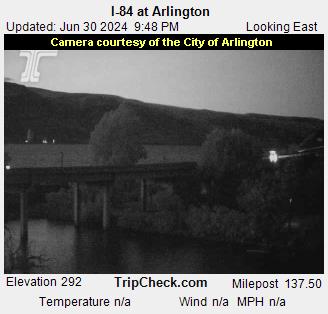 I-84 at Arlington
Updated: Jun 30 2024 9:48 PM Looking East
Camera courtesy of the City of Arlington
Elevation 292 TripCheck.com Milepost 137.50
Temperature n/a Wind n/a MPH n/a